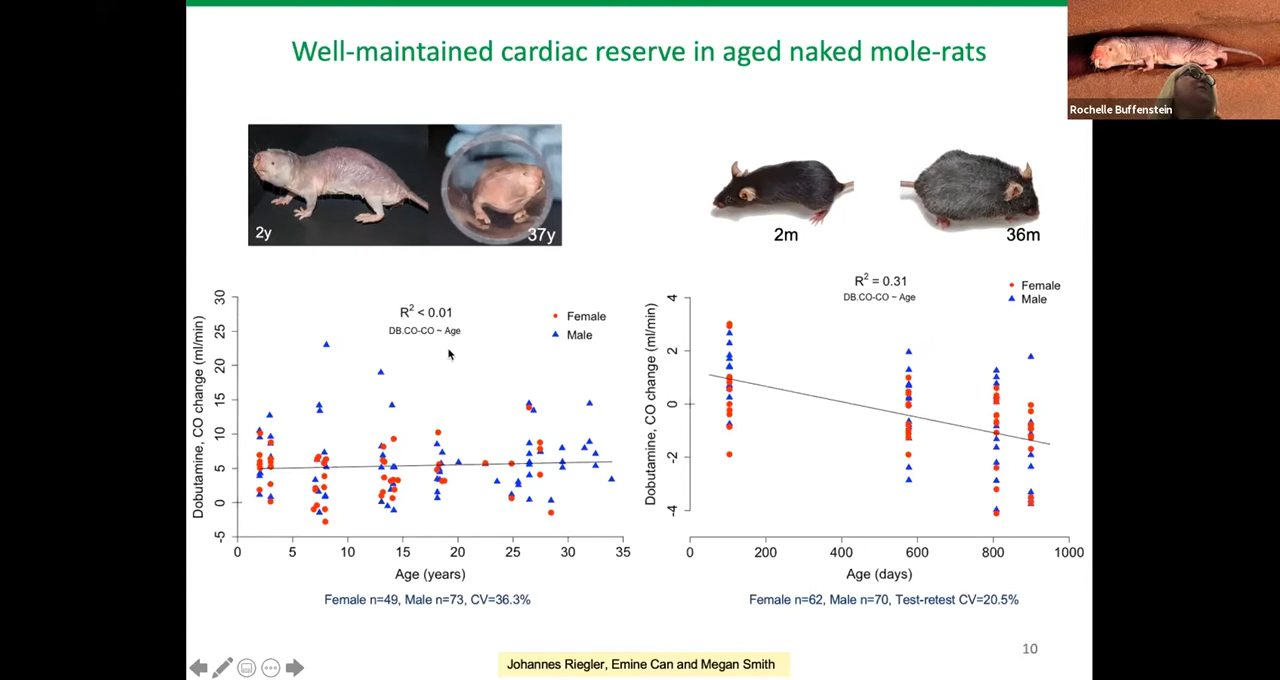 Well-maintained cardiac reserve in aged naked mole-rats
Rochelle Buffenstein
2y
37y
2m
36m
R² < 0.01
DB.CO-CO ~ Age
Female
Male
Dobutamine, CO change (ml/min)
30
25
20
15
10
5
0
-5
0 5 10 15 20 25 30 35
Age (years)
Female n=49, Male n=73, CV=36.3%
R² = 0.31
DB.CO-CO ~ Age
Female
Male
Dobutamine, CO change (ml/min)
4
2
0
-2
-4
0 200 400 600 800 1000
Age (days)
Female n=62, Male n=70, Test-retest CV=20.5%
10
Johannes Riegler, Emine Can and Megan Smith